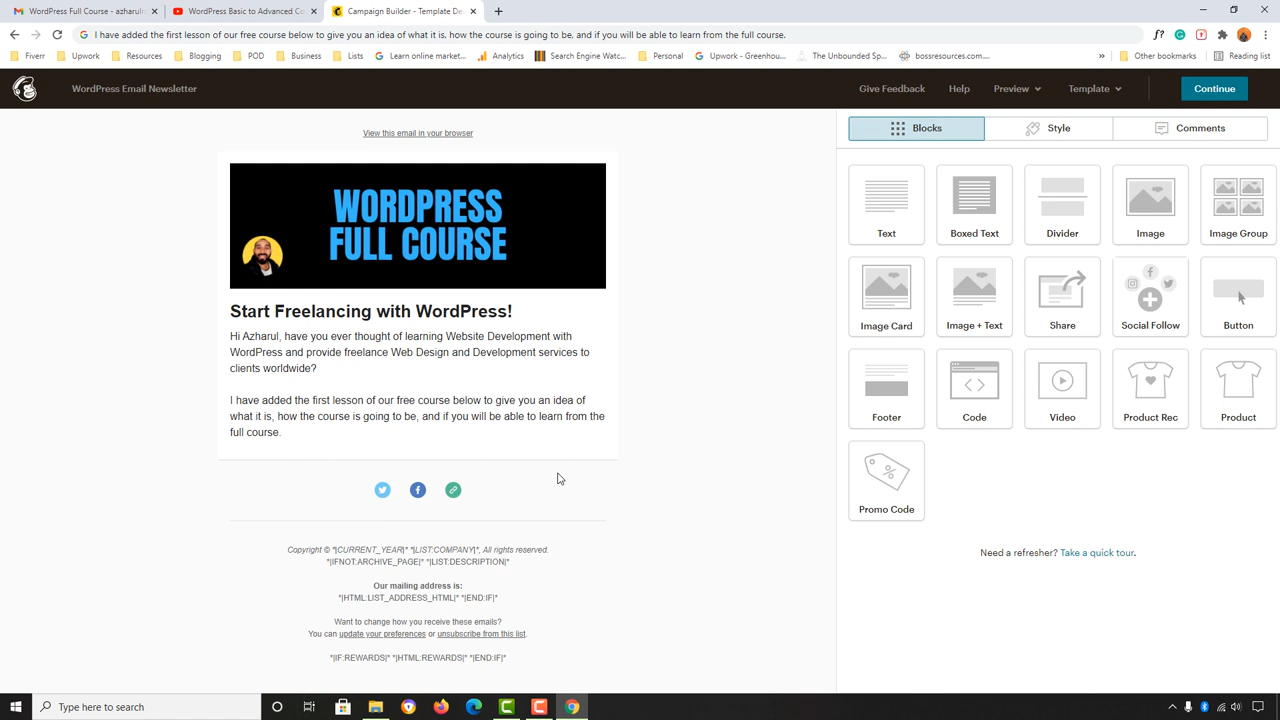 WordPress Full Course - azharulr
WordPress Basic to Advanced Co
Campaign Builder - Template De
I have added the first lesson of our free course below to give you an idea of what it is, how the course is going to be, and if you will be able to learn from the full course.
Fiverr
Upwork
Resources
Blogging
POD
Business
Lists
Learn online market...
Analytics
Search Engine Watc...
Personal
Upwork - Greenhou...
The Unbounded Sp...
bossresources.com...
»
Other bookmarks
Reading list
WordPress Email Newsletter
Give Feedback
Help
Preview
Template
Continue
View this email in your browser
Blocks
Style
Comments
WORDPRESS
FULL COURSE
Start Freelancing with WordPress!
Hi Azharul, have you ever thought of learning Website Development with
WordPress and provide freelance Web Design and Development services to
clients worldwide?
I have added the first lesson of our free course below to give you an idea of
what it is, how the course is going to be, and if you will be able to learn from the
full course.
Text
Boxed Text
Divider
Image
Image Group
Image Card
Image + Text
Share
Social Follow
Button
Footer
Code
Video
Product Rec
Product
Promo Code
Need a refresher? Take a quick tour.
Copyright © *|CURRENT_YEAR|* *|LIST:COMPANY|*, All rights reserved.
*|IFNOT:ARCHIVE_PAGE|* *|LIST:DESCRIPTION|*
Our mailing address is:
*|HTML:LIST_ADDRESS_HTML|* *|END:IF|*
Want to change how you receive these emails?
You can update your preferences or unsubscribe from this list.
*|IF:REWARDS|* *|HTML:REWARDS|* *|END:IF|*
Type here to search